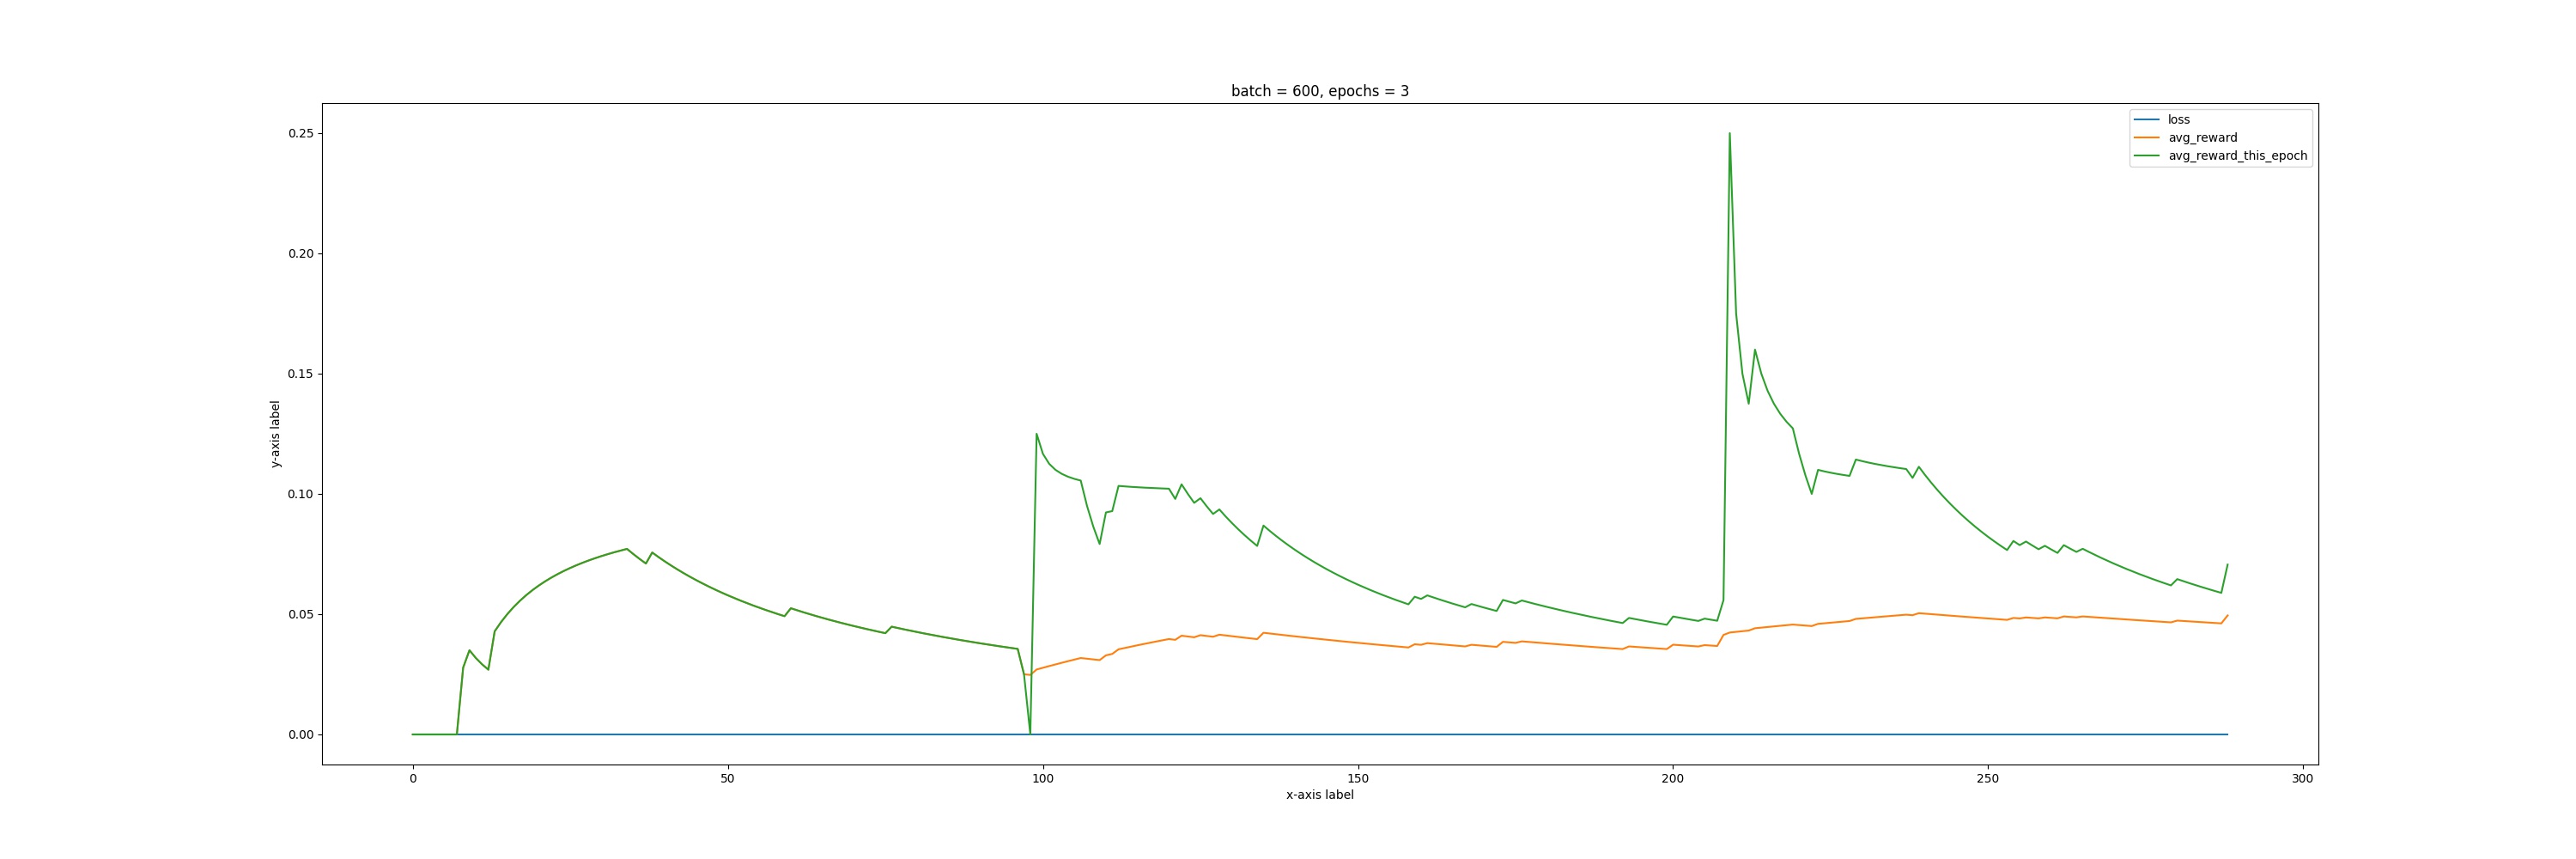 batch = 600, epochs = 3
loss
avg_reward
avg_reward_this_epoch
y-axis label
0.25
0.20
0.15
0.10
0.05
0.00
0 50 100 150 200 250 300
x-axis label